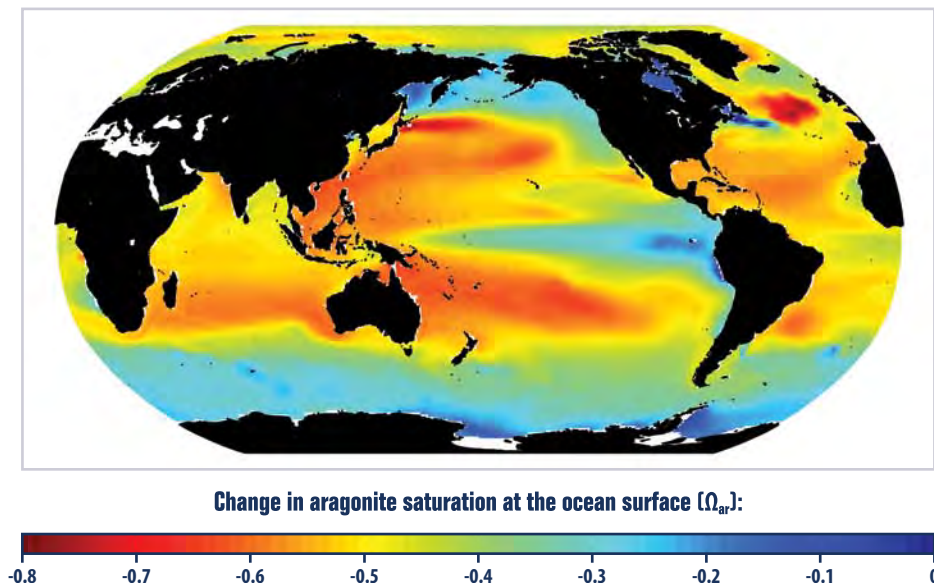 Change in aragonite saturation at the ocean surface (Ωar):
-0.8 -0.7 -0.6 -0.5 -0.4 -0.3 -0.2 -0.1 0